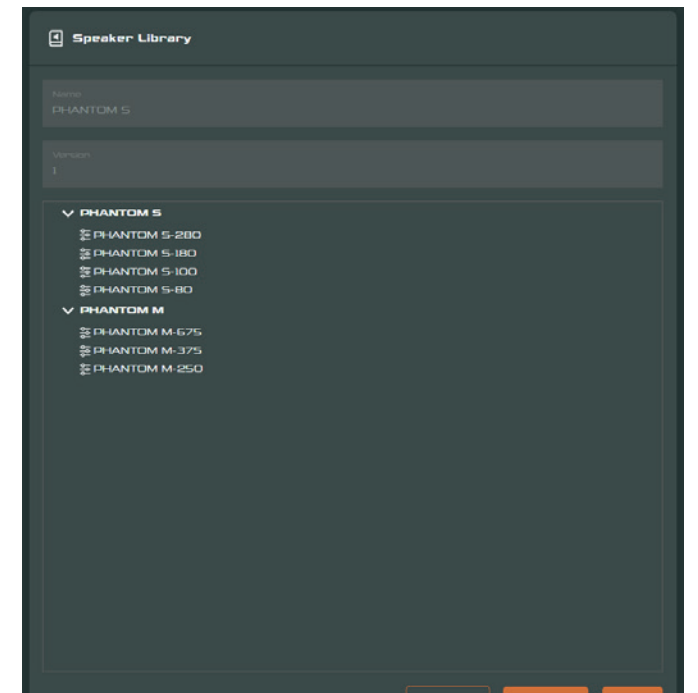 Speaker Library
Name
PHANTOM S
Version
1
PHANTOM S
PHANTOM S-280
PHANTOM S-180
PHANTOM S-100
PHANTOM S-80
PHANTOM M
PHANTOM M-675
PHANTOM M-375
PHANTOM M-250